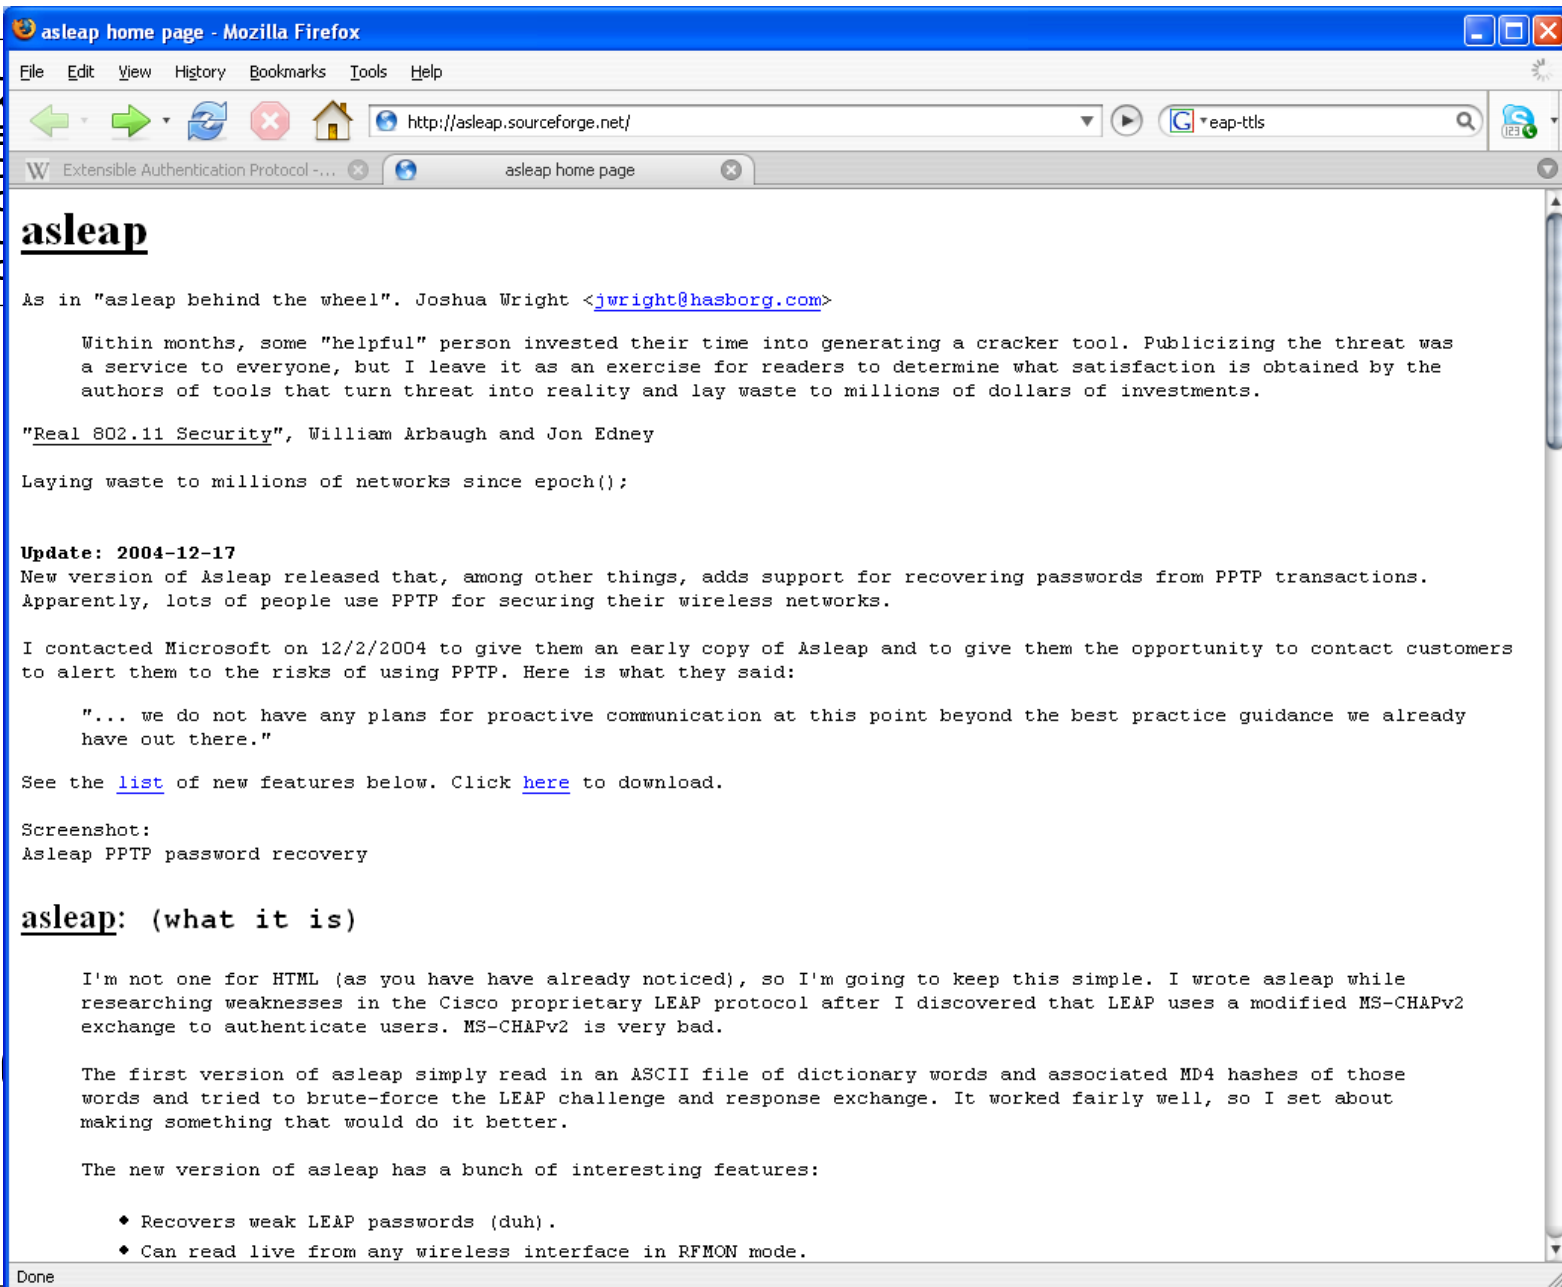 asleap home page - Mozilla Firefox
File Edit View History Bookmarks Tools Help
http://asleap.sourceforge.net/
G eap-ttls
W Extensible Authentication Protocol -...
asleap home page
asleap
As in "asleap behind the wheel". Joshua Wright <jwright@hasborg.com>
Within months, some "helpful" person invested their time into generating a cracker tool. Publicizing the threat was
a service to everyone, but I leave it as an exercise for readers to determine what satisfaction is obtained by the
authors of tools that turn threat into reality and lay waste to millions of dollars of investments.
"Real 802.11 Security", William Arbaugh and Jon Edney
Laying waste to millions of networks since epoch();
Update: 2004-12-17
New version of Asleap released that, among other things, adds support for recovering passwords from PPTP transactions.
Apparently, lots of people use PPTP for securing their wireless networks.
I contacted Microsoft on 12/2/2004 to give them an early copy of Asleap and to give them the opportunity to contact customers
to alert them to the risks of using PPTP. Here is what they said:
"... we do not have any plans for proactive communication at this point beyond the best practice guidance we already
have out there."
See the list of new features below. Click here to download.
Screenshot:
Asleap PPTP password recovery
asleap: (what it is)
I'm not one for HTML (as you have have already noticed), so I'm going to keep this simple. I wrote asleap while
researching weaknesses in the Cisco proprietary LEAP protocol after I discovered that LEAP uses a modified MS-CHAPv2
exchange to authenticate users. MS-CHAPv2 is very bad.
The first version of asleap simply read in an ASCII file of dictionary words and associated MD4 hashes of those
words and tried to brute-force the LEAP challenge and response exchange. It worked fairly well, so I set about
making something that would do it better.
The new version of asleap has a bunch of interesting features:
• Recovers weak LEAP passwords (duh).
• Can read live from any wireless interface in RFMON mode.
Done